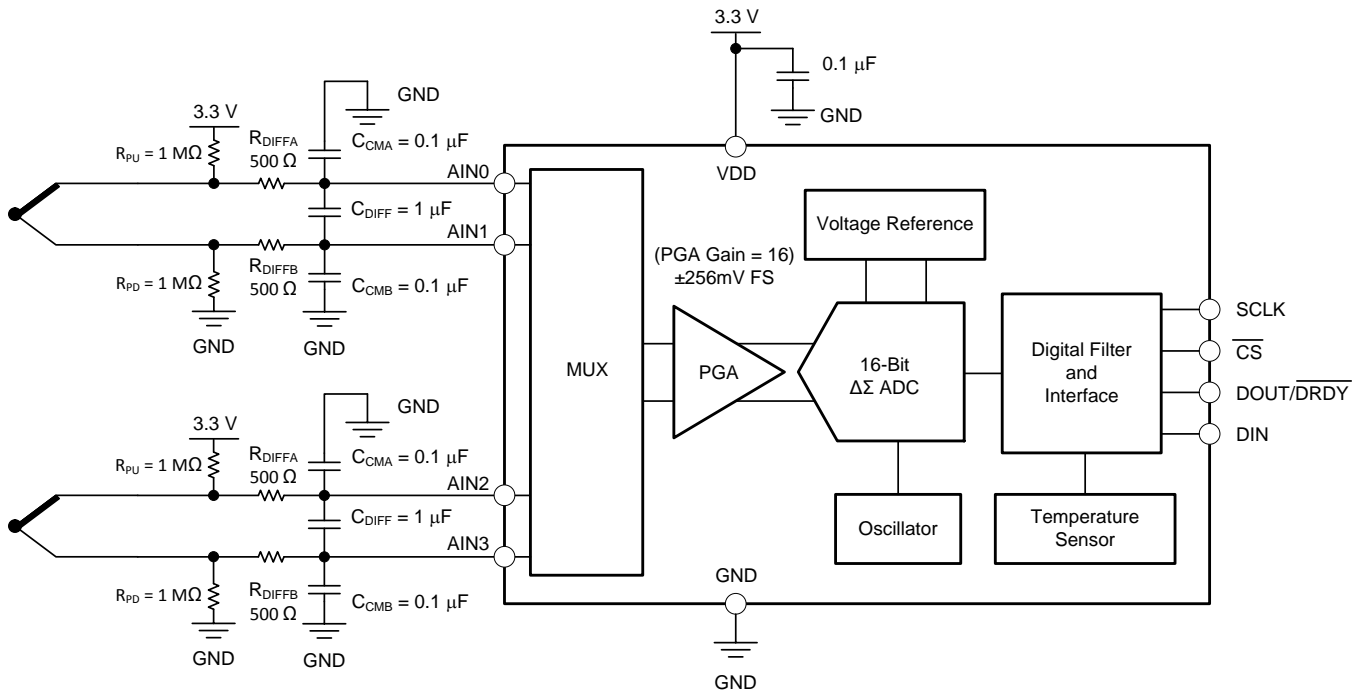 3.3 V
0.1 μF
GND
VDD
GND
3.3 V
R_PU = 1 MΩ
R_DIFFA
500 Ω
C_CMA = 0.1 μF
AIN0
C_DIFF = 1 μF
AIN1
R_PD = 1 MΩ
R_DIFFB
500 Ω
C_CMB = 0.1 μF
GND
GND
GND
3.3 V
R_PU = 1 MΩ
R_DIFFA
500 Ω
C_CMA = 0.1 μF
AIN2
C_DIFF = 1 μF
AIN3
R_PD = 1 MΩ
R_DIFFB
500 Ω
C_CMB = 0.1 μF
GND
GND
MUX
(PGA Gain = 16)
±256mV FS
PGA
Voltage Reference
16-Bit
ΔΣ ADC
Oscillator
Digital Filter
and
Interface
Temperature
Sensor
SCLK
C̅S̅
DOUT/D̅R̅D̅Y̅
DIN
GND
GND